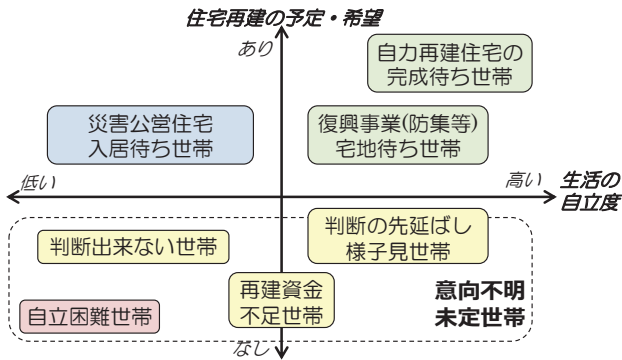 住宅再建の予定・希望
あり
自力再建住宅の
完成待ち世帯
災害公営住宅
入居待ち世帯
復興事業(防集等)
宅地待ち世帯
低い
高い
生活の
自立度
判断の先延ばし
様子見世帯
判断出来ない世帯
再建資金
不足世帯
意向不明
未定世帯
自立困難世帯
なし